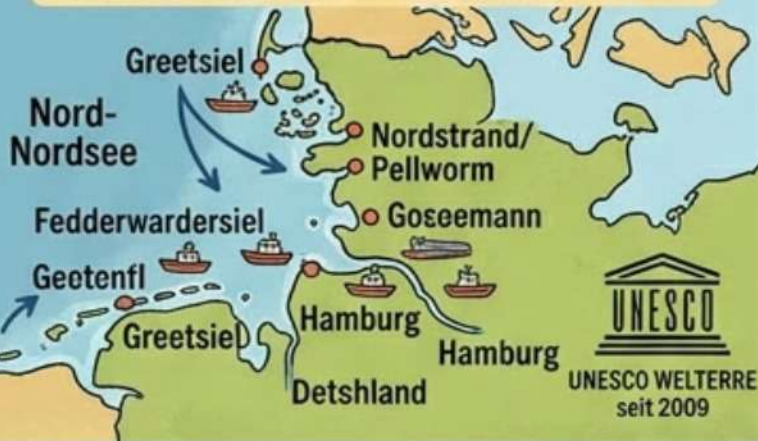 Greetsiel
Nord-
Nordsee
Nordstrand/
Pellworm
Fedderwardersiel
Goseemann
Geetenfl
Greetsiel
Hamburg
Hamburg
Detshland
UNESCO
UNESCO WELTERRE
seit 2009